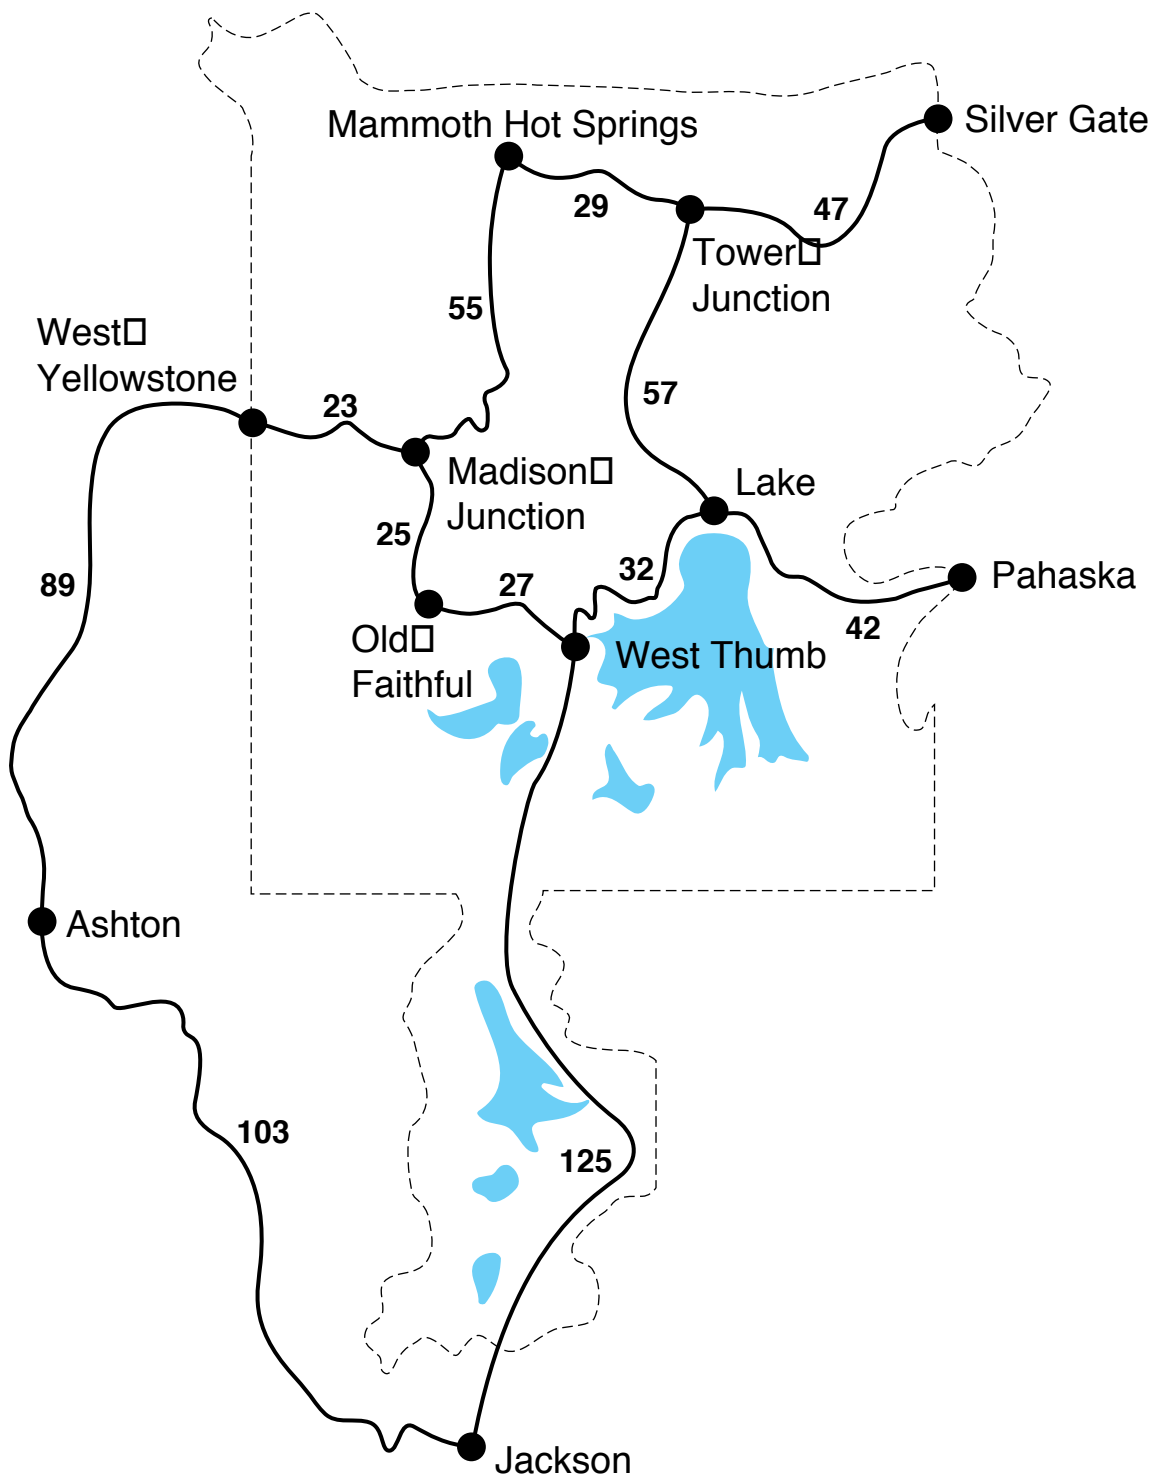 Silver Gate
Mammoth Hot Springs
29
47
Tower
Junction
55
West
Yellowstone
23
57
Madison
Junction
Lake
25
32
Pahaska
89
27
42
Old
Faithful
West Thumb
Ashton
103
125
Jackson